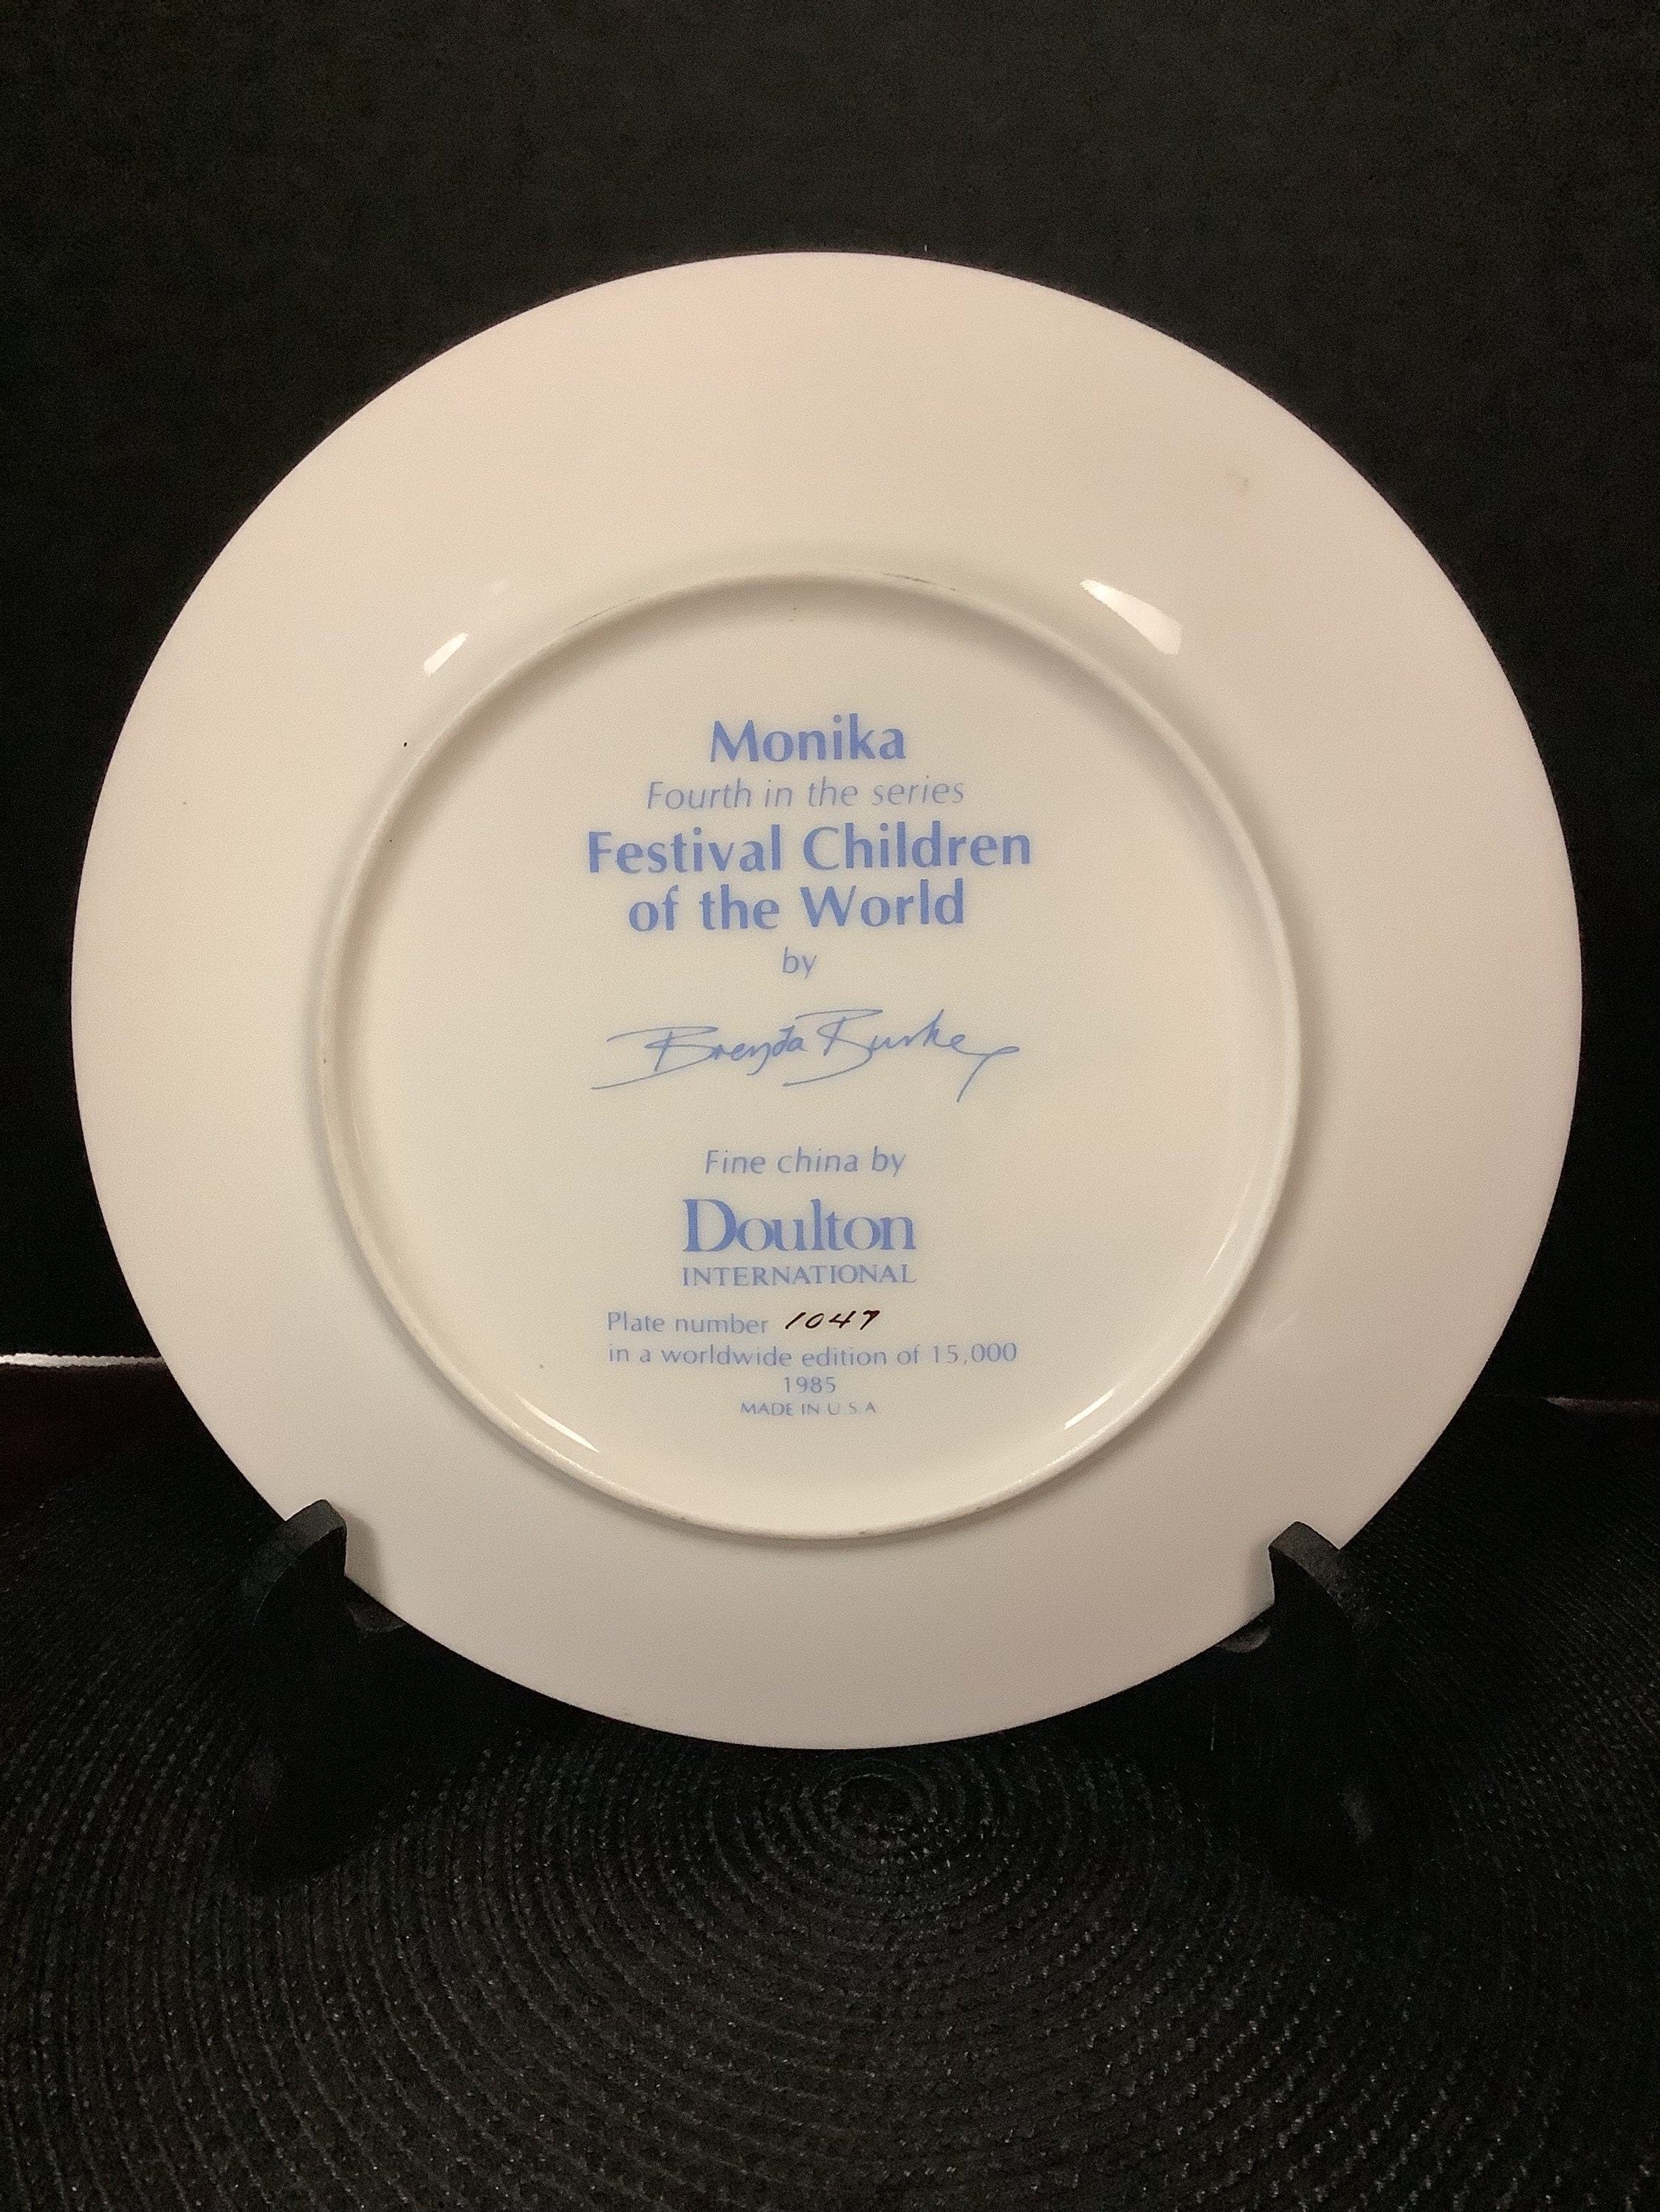 Monika
Fourth in the series
Festival Children
of the World
by
Brenda Burke
Fine china by
Doulton
INTERNATIONAL
Plate number 1047
in a worldwide edition of 15,000
1985
MADE IN U.S.A.